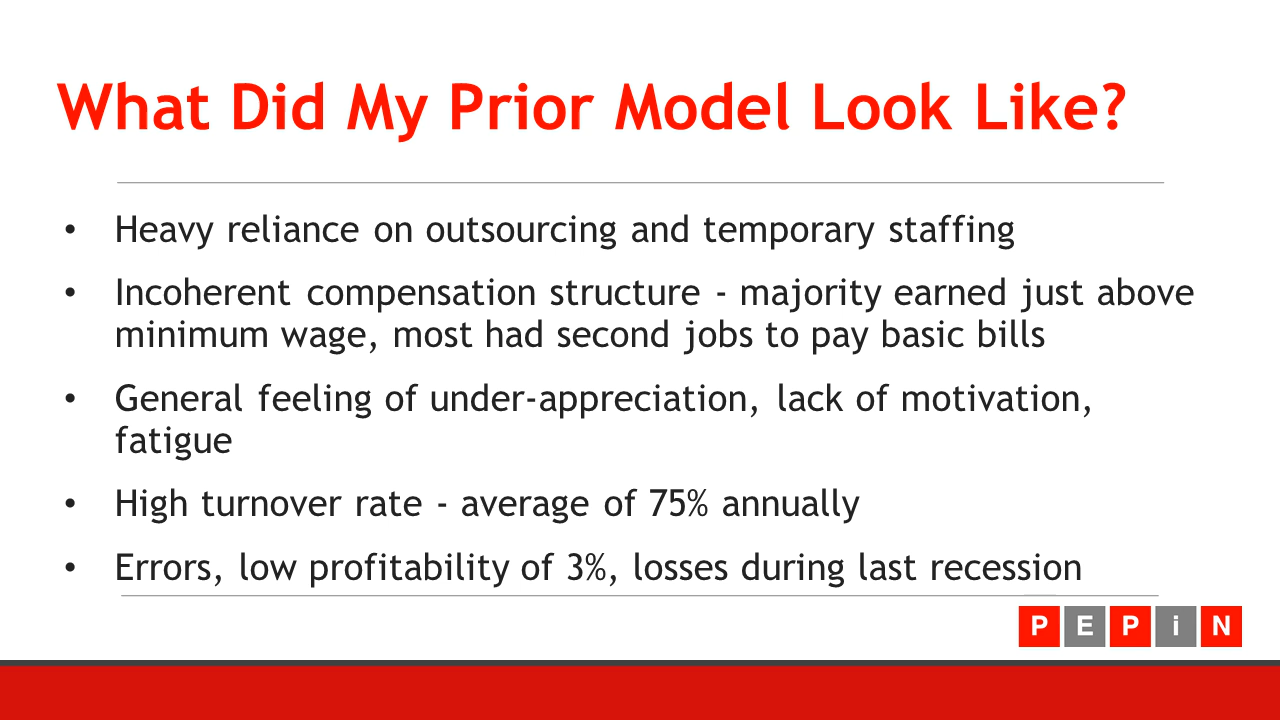 What Did My Prior Model Look Like?
• Heavy reliance on outsourcing and temporary staffing
• Incoherent compensation structure - majority earned just above
minimum wage, most had second jobs to pay basic bills
• General feeling of under-appreciation, lack of motivation,
fatigue
• High turnover rate - average of 75% annually
• Errors, low profitability of 3%, losses during last recession
PEPiN